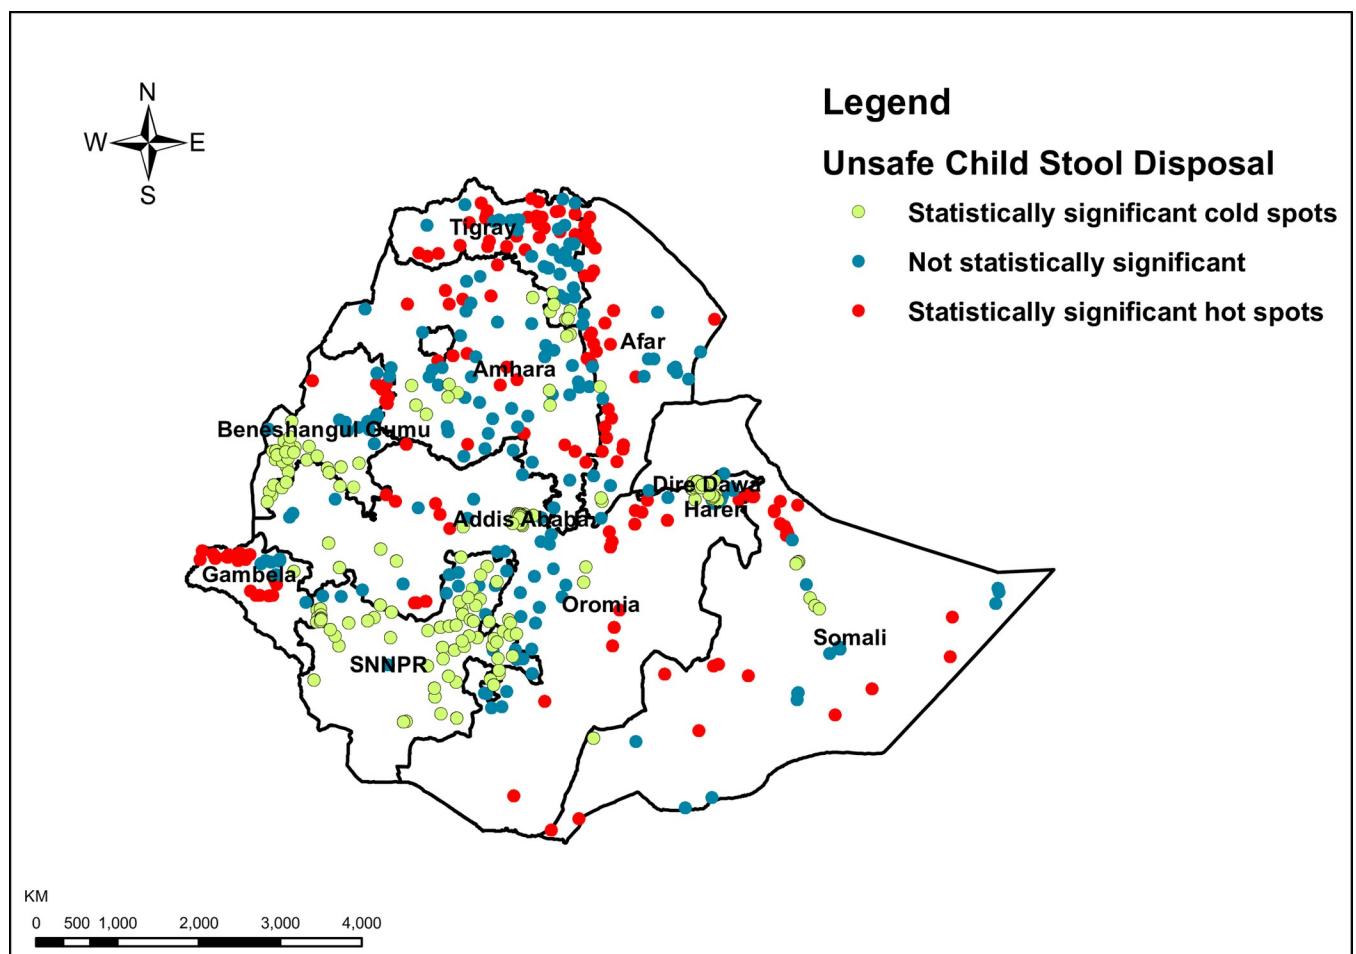 N
W
E
S
Legend
Unsafe Child Stool Disposal
Statistically significant cold spots
Not statistically significant
Statistically significant hot spots
Tigray
Afar
Amhara
Beneshangul Gumu
Dire Dawa
Hareri
Addis Ababa
Gambela
Oromia
Somali
SNNPR
KM
0 500 1,000 2,000 3,000 4,000